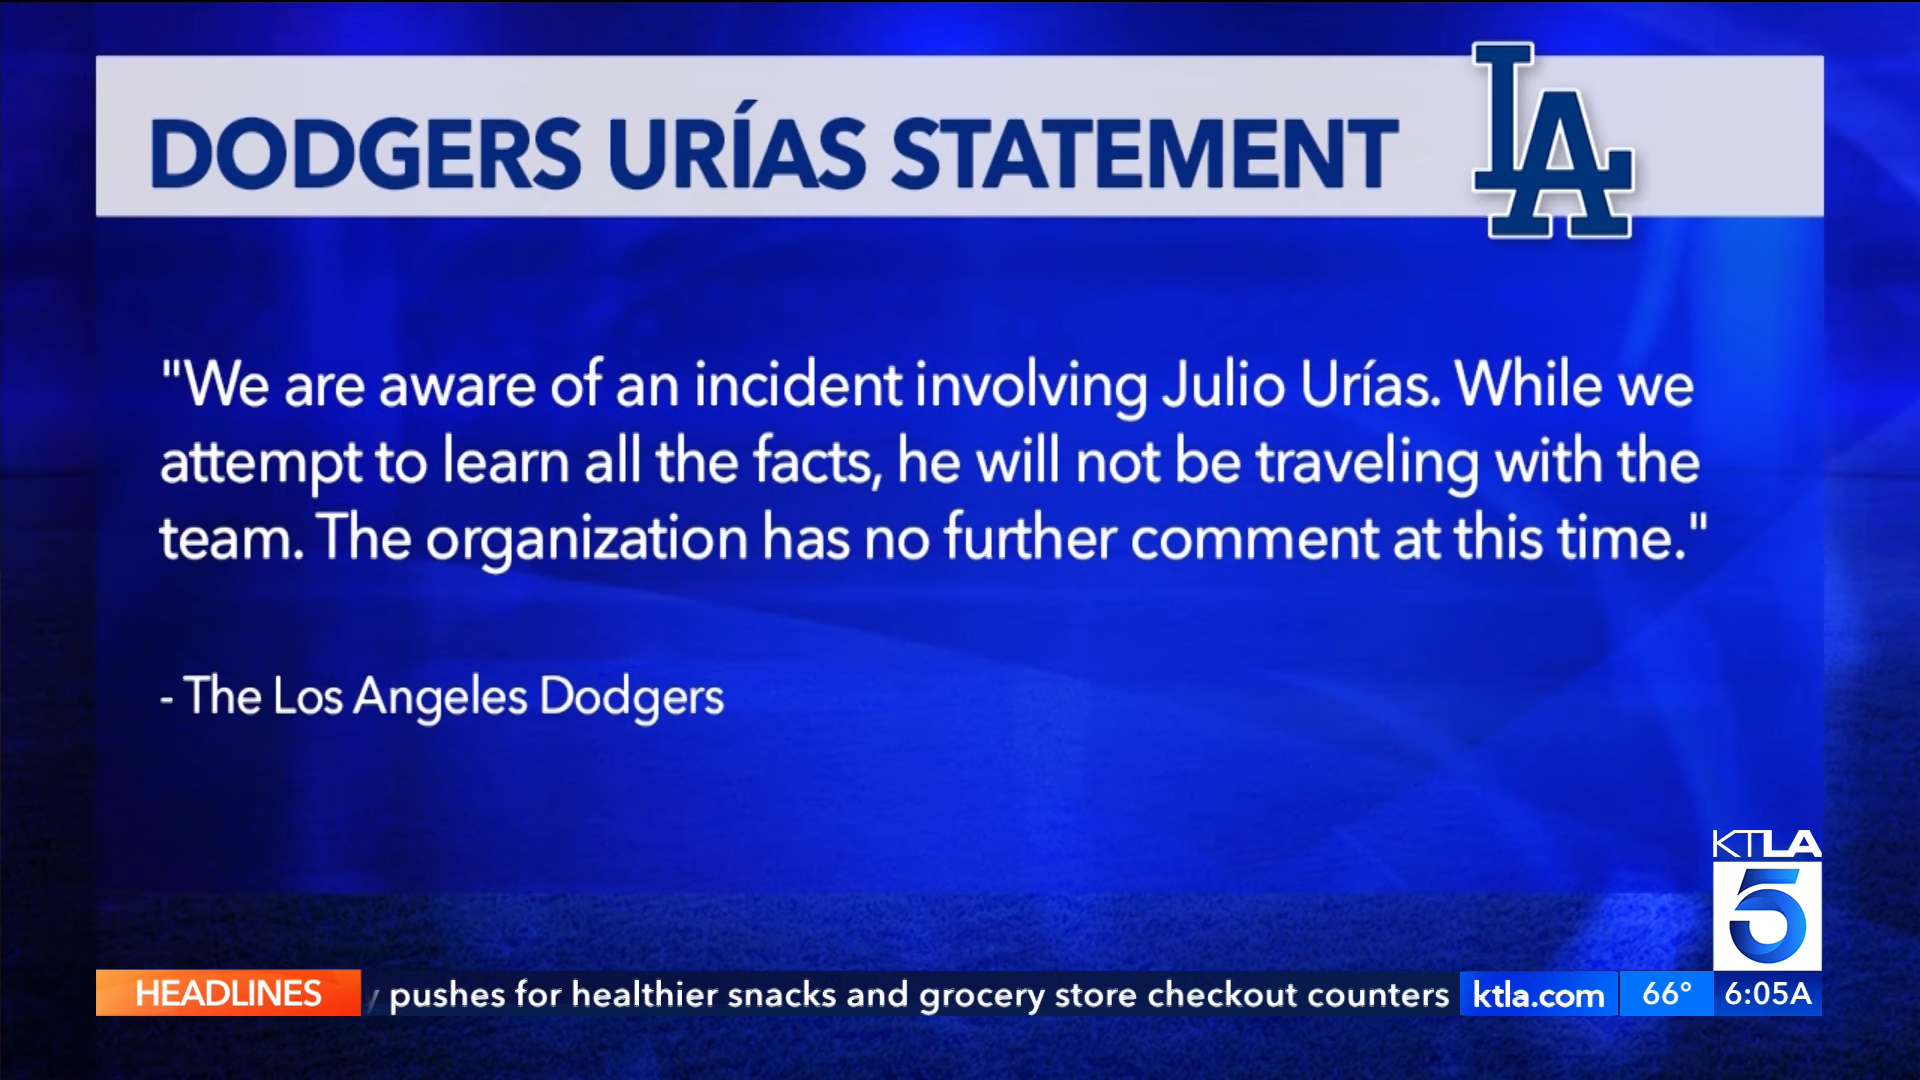 DODGERS URÍAS STATEMENT
LA
"We are aware of an incident involving Julio Urías. While we
attempt to learn all the facts, he will not be traveling with the
team. The organization has no further comment at this time."
- The Los Angeles Dodgers
KTLA
5
HEADLINES
pushes for healthier snacks and grocery store checkout counters
ktla.com
66°
6:05A